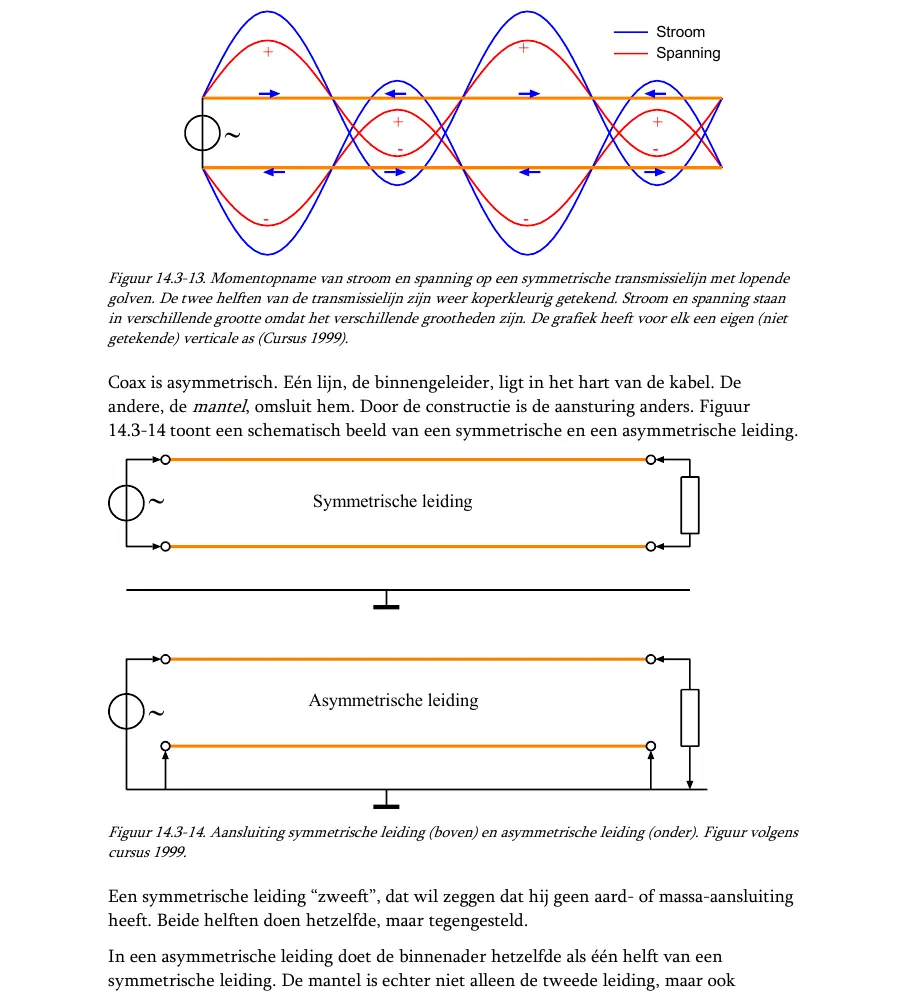 Stroom
Spanning
+
+
+
+
-
-
-
-
~
Figuur 14.3-13. Momentopname van stroom en spanning op een symmetrische transmissielijn met lopende
golven. De twee helften van de transmissielijn zijn weer koperkleurig getekend. Stroom en spanning staan
in verschillende grootte omdat het verschillende grootheden zijn. De grafiek heeft voor elk een eigen (niet
getekende) verticale as (Cursus 1999).
Coax is asymmetrisch. Eén lijn, de binnengeleider, ligt in het hart van de kabel. De
andere, de mantel, omsluit hem. Door de constructie is de aansturing anders. Figuur
14.3-14 toont een schematisch beeld van een symmetrische en een asymmetrische leiding.
~
Symmetrische leiding
~
Asymmetrische leiding
Figuur 14.3-14. Aansluiting symmetrische leiding (boven) en asymmetrische leiding (onder). Figuur volgens
cursus 1999.
Een symmetrische leiding “zweeft”, dat wil zeggen dat hij geen aard- of massa-aansluiting
heeft. Beide helften doen hetzelfde, maar tegengesteld.
In een asymmetrische leiding doet de binnenader hetzelfde als één helft van een
symmetrische leiding. De mantel is echter niet alleen de tweede leiding, maar ook